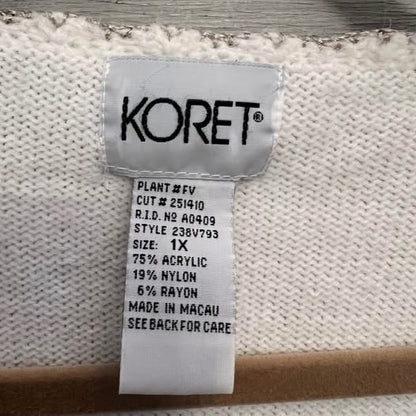 KORET®
PLANT # FV
CUT # 251410
R.I.D. Nº A0409
STYLE 238V793
SIZE: 1X
75% ACRYLIC
19% NYLON
6% RAYON
MADE IN MACAU
SEE BACK FOR CARE